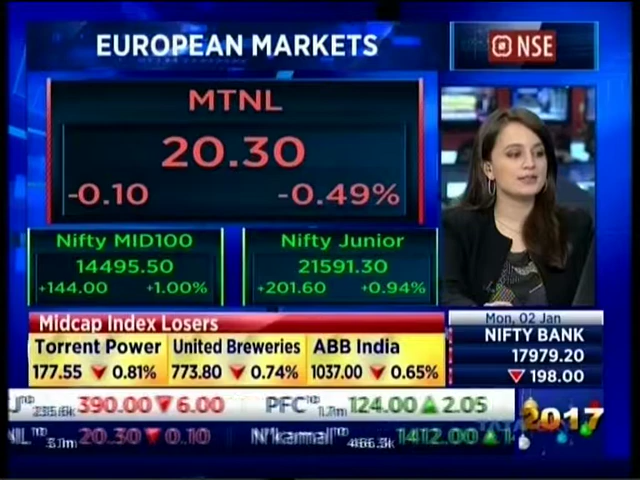 EUROPEAN MARKETS
NSE
MTNL
20.30
-0.10 -0.49%
Nifty MID100
14495.50
+144.00 +1.00%
Nifty Junior
21591.30
+201.60 +0.94%
Midcap Index Losers
Torrent Power United Breweries ABB India
177.55 ▼ 0.81% 773.80 ▼ 0.74% 1037.00 ▼ 0.65%
Mon, 02 Jan
NIFTY BANK
17979.20
▼ 198.00
390.00 ▼ 6.00 PFC 124.00 ▲ 2.05
20.30 ▼ 0.10 1412.00 ▲
2017